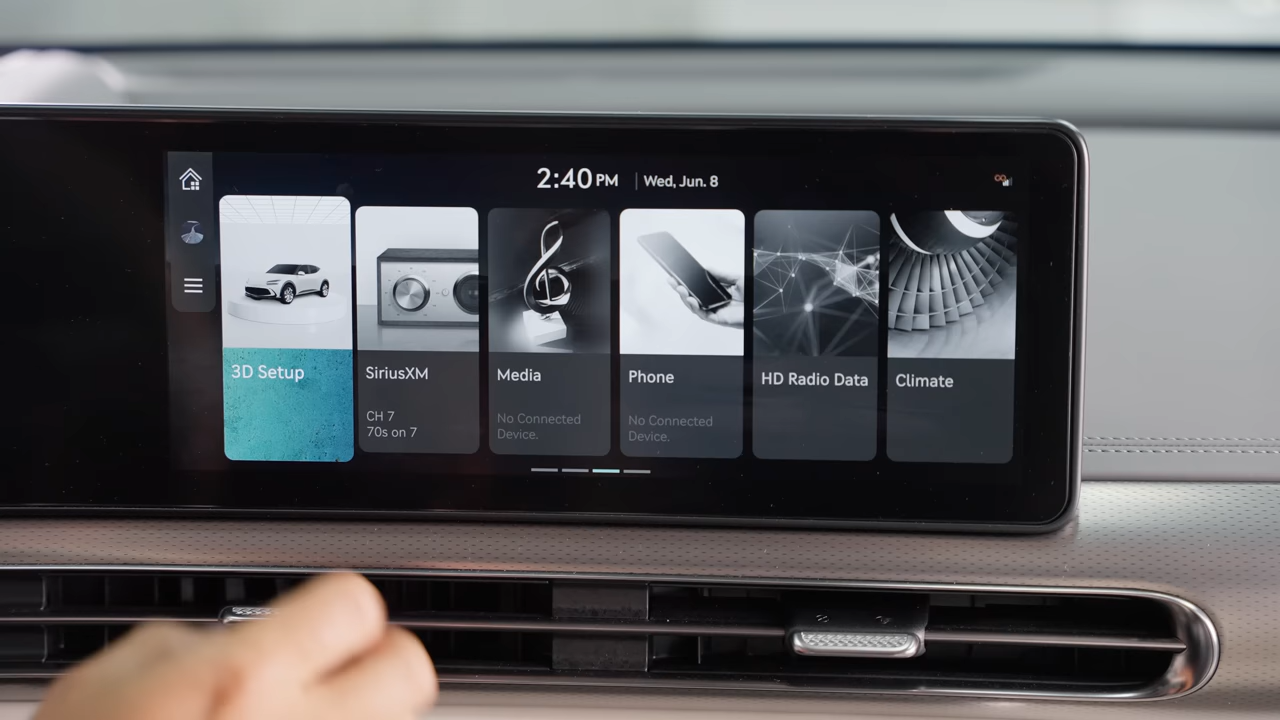 2:40 PM | Wed, Jun. 8
3D Setup
SiriusXM
CH 7
70s on 7
Media
No Connected
Device.
Phone
No Connected
Device.
HD Radio Data
Climate